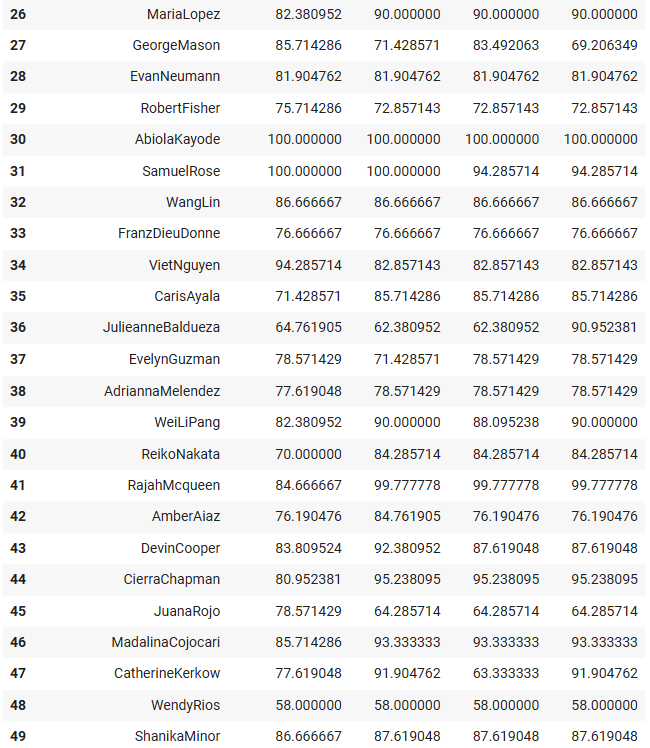 26 MariaLopez 82.380952 90.000000 90.000000 90.000000
27 GeorgeMason 85.714286 71.428571 83.492063 69.206349
28 EvanNeumann 81.904762 81.904762 81.904762 81.904762
29 RobertFisher 75.714286 72.857143 72.857143 72.857143
30 AbiolaKayode 100.000000 100.000000 100.000000 100.000000
31 SamuelRose 100.000000 100.000000 94.285714 94.285714
32 WangLin 86.666667 86.666667 86.666667 86.666667
33 FranzDieuDonne 76.666667 76.666667 76.666667 76.666667
34 VietNguyen 94.285714 82.857143 82.857143 82.857143
35 CarisAyala 71.428571 85.714286 85.714286 85.714286
36 JulieanneBaldueza 64.761905 62.380952 62.380952 90.952381
37 EvelynGuzman 78.571429 71.428571 78.571429 78.571429
38 AdriannaMelendez 77.619048 78.571429 78.571429 78.571429
39 WeiLiPang 82.380952 90.000000 88.095238 90.000000
40 ReikoNakata 70.000000 84.285714 84.285714 84.285714
41 RajahMcqueen 84.666667 99.777778 99.777778 99.777778
42 AmberAiaz 76.190476 84.761905 76.190476 76.190476
43 DevinCooper 83.809524 92.380952 87.619048 87.619048
44 CierraChapman 80.952381 95.238095 95.238095 95.238095
45 JuanaRojo 78.571429 64.285714 64.285714 64.285714
46 MadalinaCojocari 85.714286 93.333333 93.333333 93.333333
47 CatherineKerkow 77.619048 91.904762 63.333333 91.904762
48 WendyRios 58.000000 58.000000 58.000000 58.000000
49 ShanikaMinor 86.666667 87.619048 87.619048 87.619048